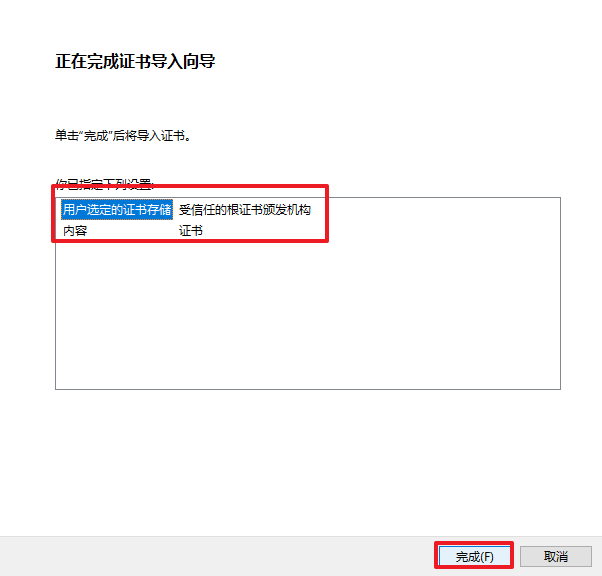 正在完成证书导入向导
单击“完成”后将导入证书。
你已指定下列设置:
用户选定的证书存储 受信任的根证书颁发机构
内容 证书
完成(F) 取消